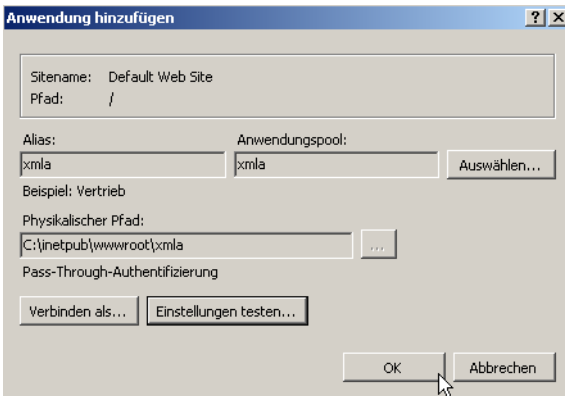 Anwendung hinzufügen
Sitename: Default Web Site
Pfad: /
Alias: Anwendungspool:
xmla xmla Auswählen...
Beispiel: Vertrieb
Physikalischer Pfad:
C:\inetpub\wwwroot\xmla ...
Pass-Through-Authentifizierung
Verbinden als... Einstellungen testen...
OK Abbrechen